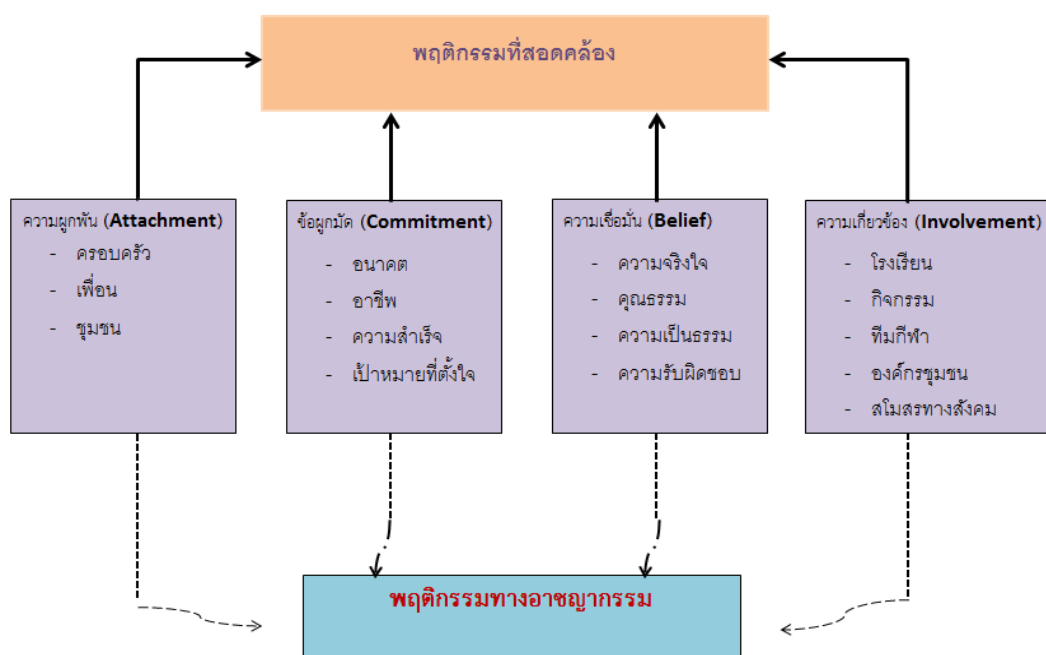 พฤติกรรมที่สอดคล้อง
ความผูกพัน (Attachment)
- ครอบครัว
- เพื่อน
- ชุมชน
ข้อผูกมัด (Commitment)
- อนาคต
- อาชีพ
- ความสำเร็จ
- เป้าหมายที่ตั้งใจ
ความเชื่อมั่น (Belief)
- ความจริงใจ
- คุณธรรม
- ความเป็นธรรม
- ความรับผิดชอบ
ความเกี่ยวข้อง (Involvement)
- โรงเรียน
- กิจกรรม
- ทีมกีฬา
- องค์กรชุมชน
- สโมสรทางสังคม
พฤติกรรมทางอาชญากรรม